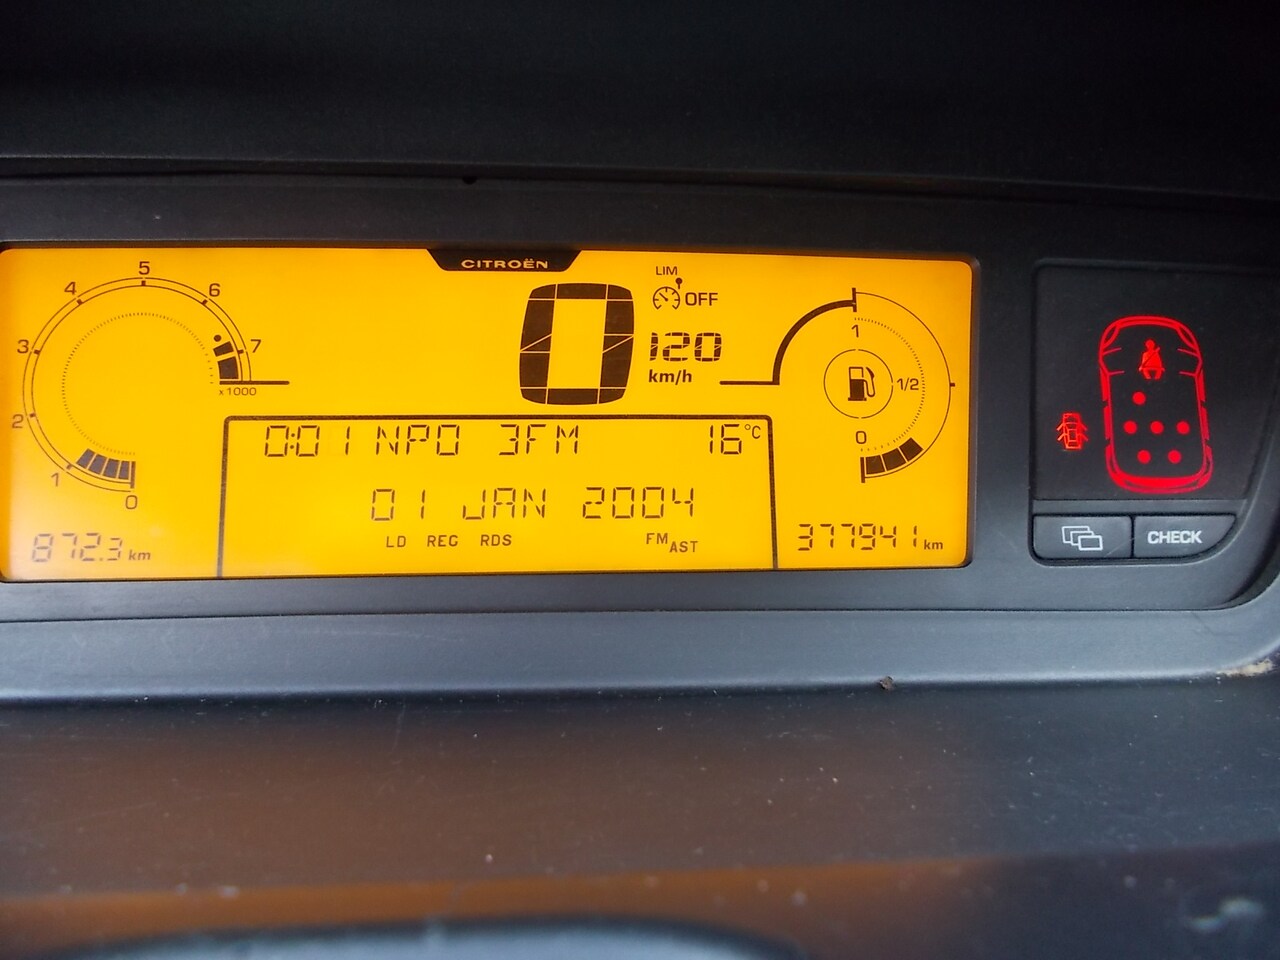 CITROËN
LIM
OFF
0
120
km/h
0 1 2 3 4 5 6 7
x1000
1
1/2
0
0:01 NPO 3FM 16°C
01 JAN 2004
LD REG RDS FM AST
872.3 km
377941 km
CHECK